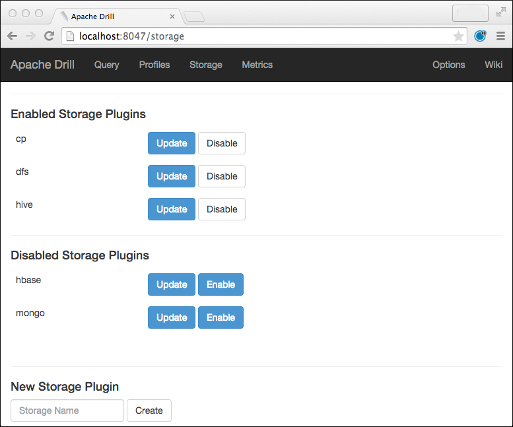 Apache Drill
localhost:8047/storage
Apache Drill Query Profiles Storage Metrics Options Wiki
Enabled Storage Plugins
cp Update Disable
dfs Update Disable
hive Update Disable
Disabled Storage Plugins
hbase Update Enable
mongo Update Enable
New Storage Plugin
Storage Name Create